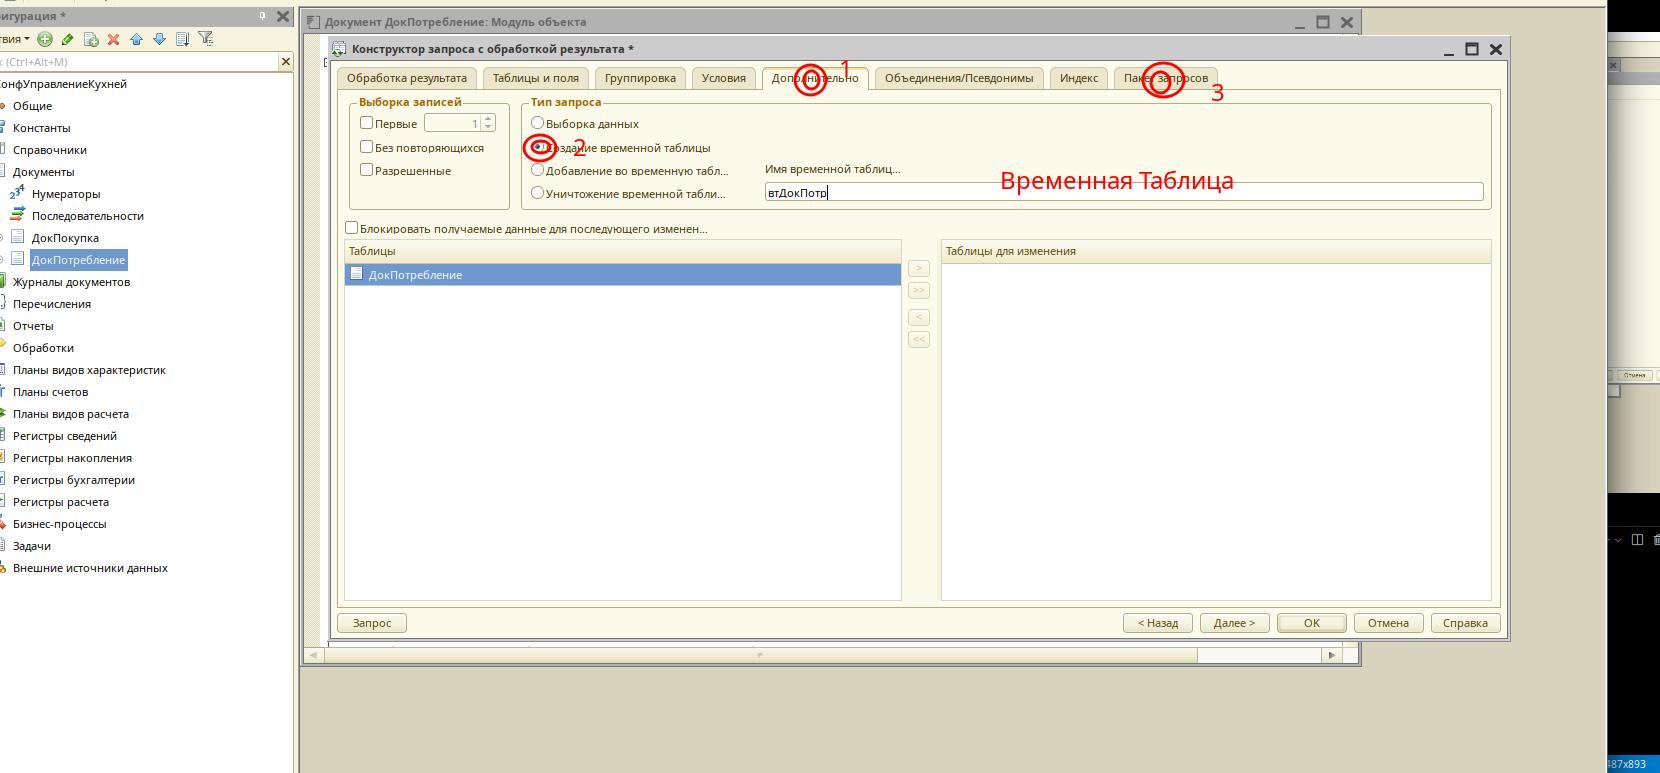 игурация *
Документ ДокПотребление: Модуль объекта
Конструктор запроса с обработкой результата *
твия
к (Ctrl+Alt+M)
КонфУправлениеКухней
Общие
Константы
Справочники
Документы
Нумераторы
Последовательности
ДокПокупка
ДокПотребление
Журналы документов
Перечисления
Отчеты
Обработки
Планы видов характеристик
Планы счетов
Планы видов расчета
Регистры сведений
Регистры накопления
Регистры бухгалтерии
Регистры расчета
Бизнес-процессы
Задачи
Внешние источники данных
Обработка результата
Таблицы и поля
Группировка
Условия
Дополнительно
1
Объединения/Псевдонимы
Индекс
Пакет запросов
3
Выборка записей
Первые
1
Без повторяющихся
Разрешенные
Тип запроса
Выборка данных
Создание временной таблицы
2
Добавление во временную табл...
Уничтожение временной табли...
Имя временной таблиц...
Временная Таблица
втДокПотр
Блокировать получаемые данные для последующего изменен...
Таблицы
ДокПотребление
>
>>
<
<<
Таблицы для изменения
Запрос
< Назад
Далее >
OK
Отмена
Справка
Отмена
487x893